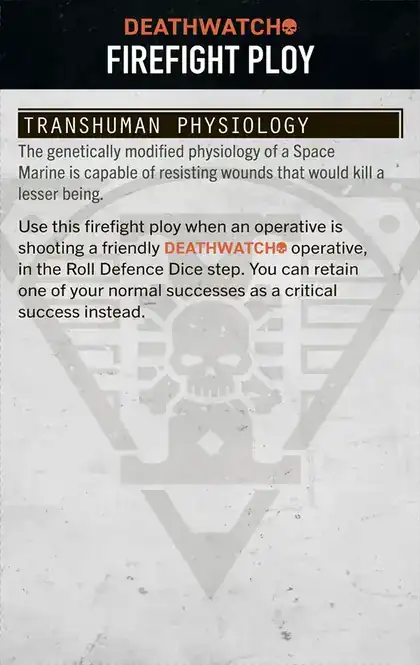 DEATHWATCH
FIREFIGHT PLOY
TRANSHUMAN PHYSIOLOGY
The genetically modified physiology of a Space
Marine is capable of resisting wounds that would kill a
lesser being.
Use this firefight ploy when an operative is
shooting a friendly DEATHWATCH operative,
in the Roll Defence Dice step. You can retain
one of your normal successes as a critical
success instead.